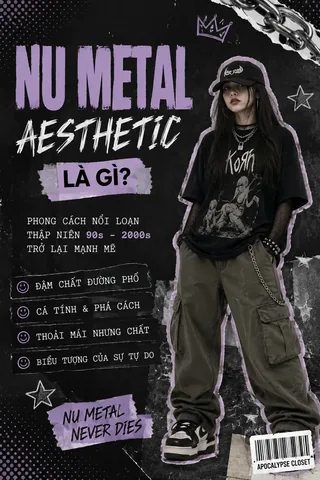 NU METAL
AESTHETIC
LÀ GÌ?
PHONG CÁCH NỔI LOẠN
THẬP NIÊN 90s - 2000s
TRỞ LẠI MẠNH MẼ
ĐẬM CHẤT ĐƯỜNG PHỐ
CÁ TÍNH & PHÁ CÁCH
THOẢI MÁI NHƯNG CHẤT
BIỂU TƯỢNG CỦA SỰ TỰ DO
NU METAL
NEVER DIES
KoЯn
APOCALYPSE CLOSET